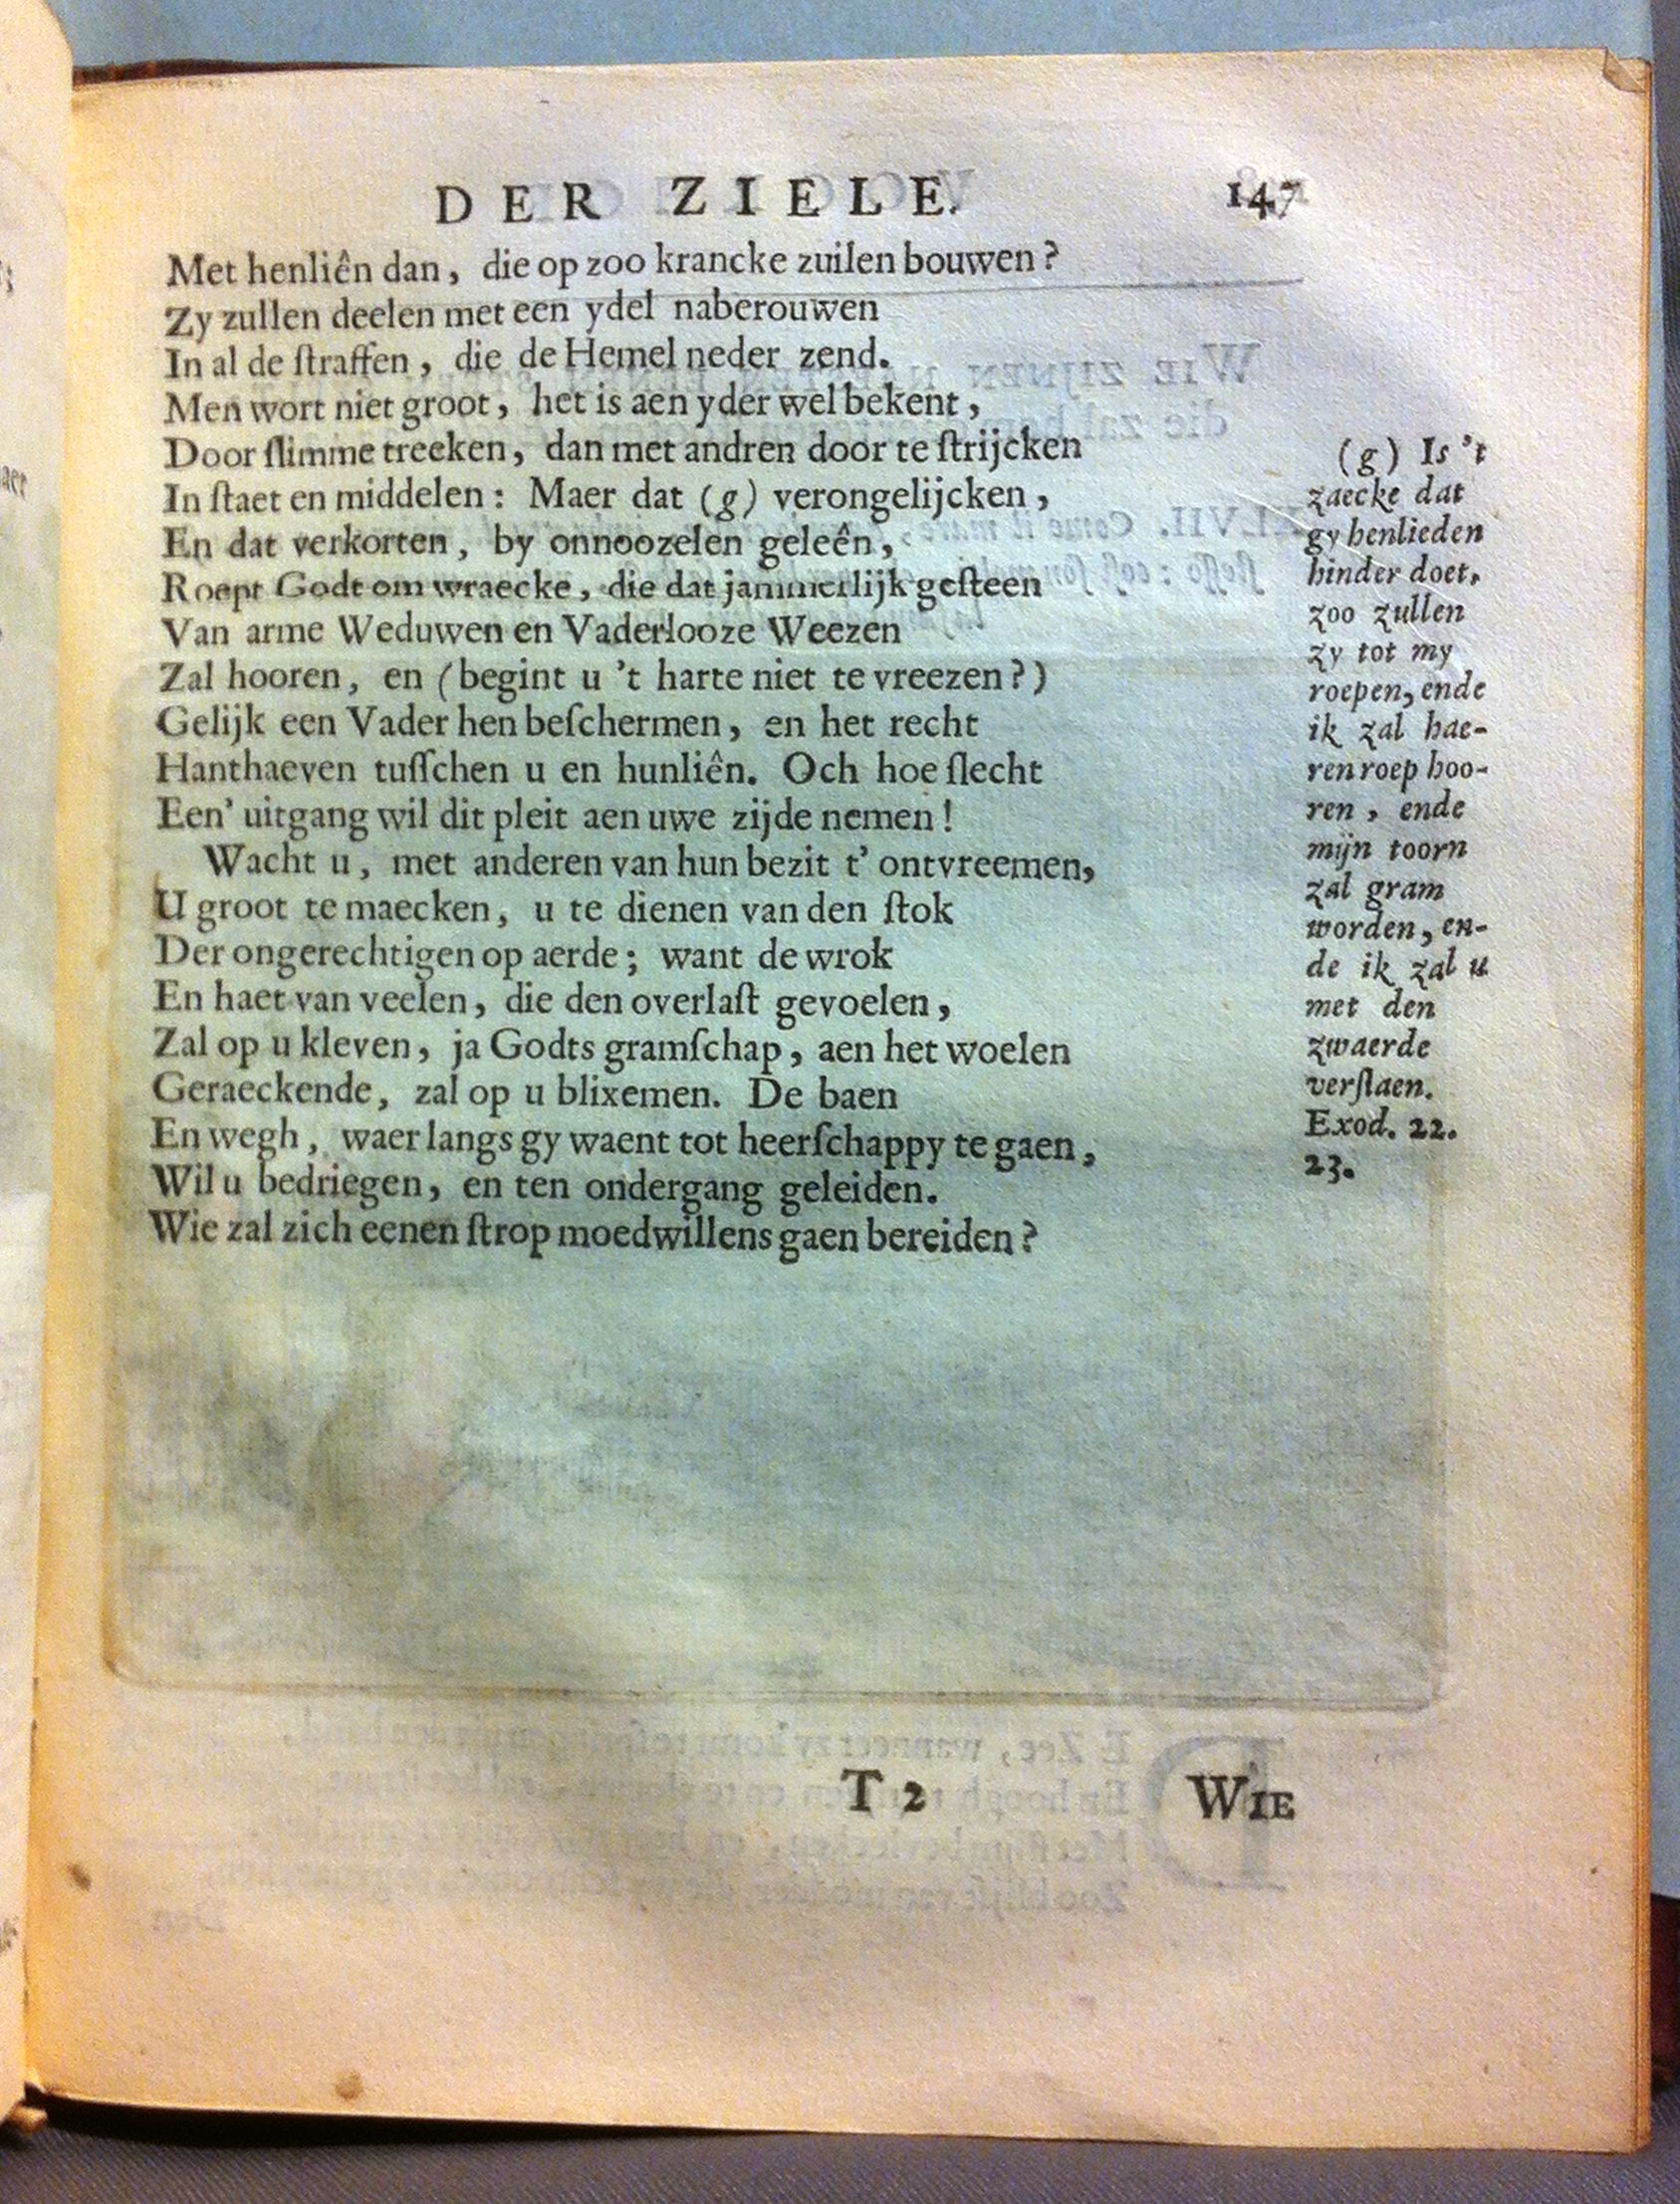 DER ZIELE. 147
Met henliên dan, die op zoo krancke zuilen bouwen?
Zy zullen deelen met een ydel naberouwen
In al de ſtraffen, die de Hemel neder zend.
Men wort niet groot, het is aen yder wel bekent,
Door ſlimme treeken, dan met andren door te ſtrijcken
In ſtaet en middelen: Maer dat (g) verongelijcken,
En dat verkorten, by onnoozelen geleên,
Roept Godt om wraecke, die dat jammerlijk geſteen
Van arme Weduwen en Vaderlooze Weezen
Zal hooren, en (begint u 't harte niet te vreezen?)
Gelijk een Vader hen beſchermen, en het recht
Hanthaeven tuſſchen u en hunliên. Och hoe ſlecht
Een' uitgang wil dit pleit aen uwe zijde nemen!
Wacht u, met anderen van hun bezit t' ontvreemen,
U groot te maecken, u te dienen van den ſtok
Der ongerechtigen op aerde; want de wrok
En haet van veelen, die den overlaſt gevoelen,
Zal op u kleven, ja Godts gramſchap, aen het woelen
Geraeckende, zal op u blixemen. De baen
En wegh, waer langs gy waent tot heerſchappy te gaen,
Wil u bedriegen, en ten ondergang geleiden.
Wie zal zich eenen ſtrop moedwillens gaen bereiden?
(g) Is 't
zaecke dat
gy henlieden
hinder doet,
zoo zullen
zy tot my
roepen, ende
ik zal hae-
ren roep hoo-
ren, ende
mijn toorn
zal gram
worden, en-
de ik zal u
met den
zwaerde
verſlaen.
Exod. 22.
23.
T 2 WIE